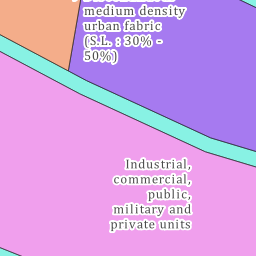 medium density
urban fabric
(S.L. : 30% -
50%)
Industrial,
commercial,
public,
military and
private units